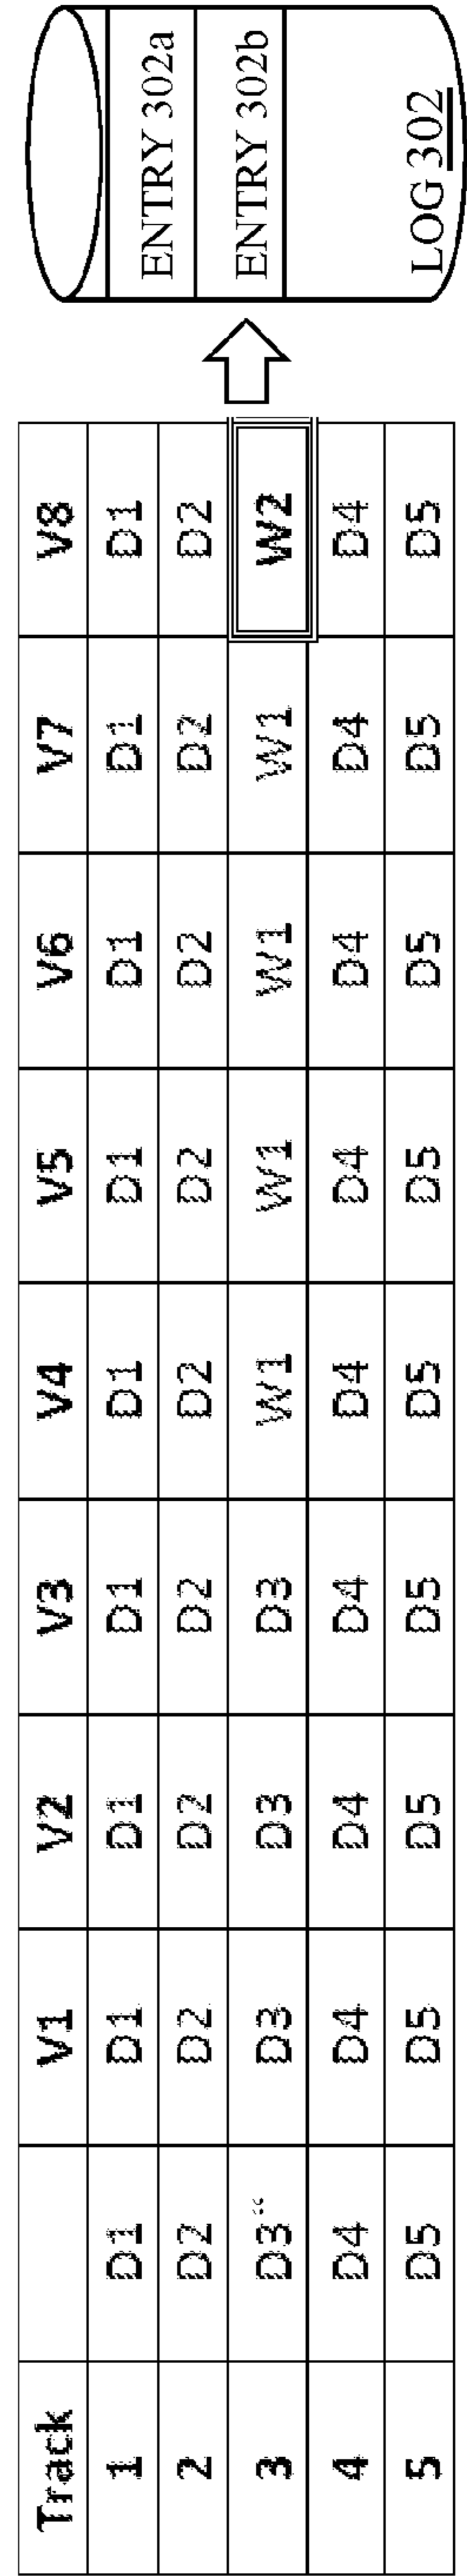 Track V1 V2 V3 V4 V5 V6 V7 V8
1 D1 D1 D1 D1 D1 D1 D1 D1 D1
2 D2 D2 D2 D2 D2 D2 D2 D2 D2
3 D3“ D3 D3 D3 W1 W1 W1 W1 W2
4 D4 D4 D4 D4 D4 D4 D4 D4 D4
5 D5 D5 D5 D5 D5 D5 D5 D5 D5
ENTRY 302a
ENTRY 302b
LOG 302